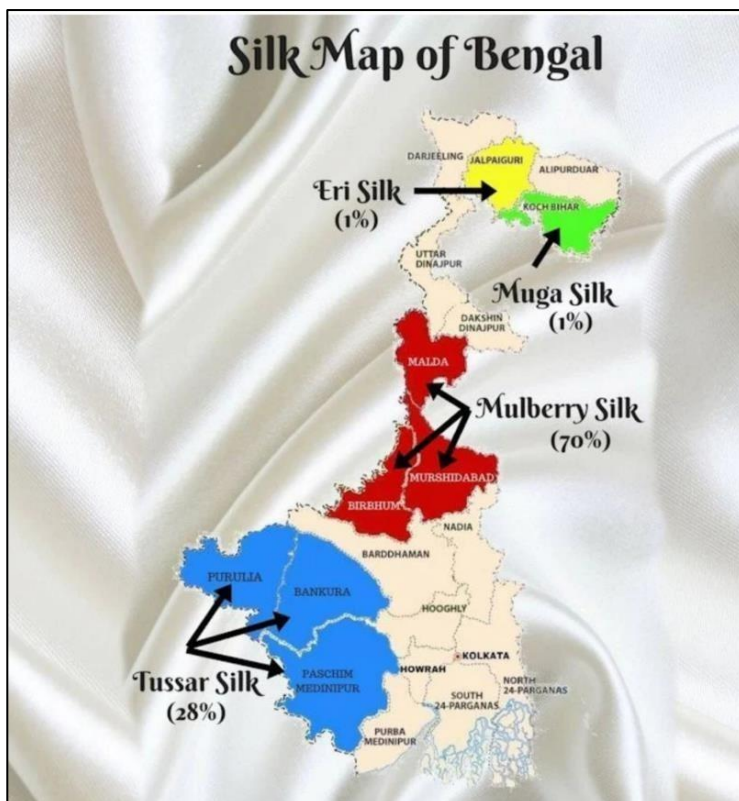 Silk Map of Bengal
DARJEELING
JALPAIGURI
ALIPURDUAR
Eri Silk
(1%)
KOCH BIHAR
UTTAR
DINAJPUR
Muga Silk
(1%)
DAKSHIN
DINAJPUR
MALDA
Mulberry Silk
(70%)
MURSHIDABAD
BIRBHUM
NADIA
BARDDHAMAN
PURULIA
BANKURA
HOOGHLY
KOLKATA
HOWRAH
PASCHIM
MEDINIPUR
Tussar Silk
(28%)
NORTH
24-PARGANAS
SOUTH
24-PARGANAS
PURBA
MEDINIPUR